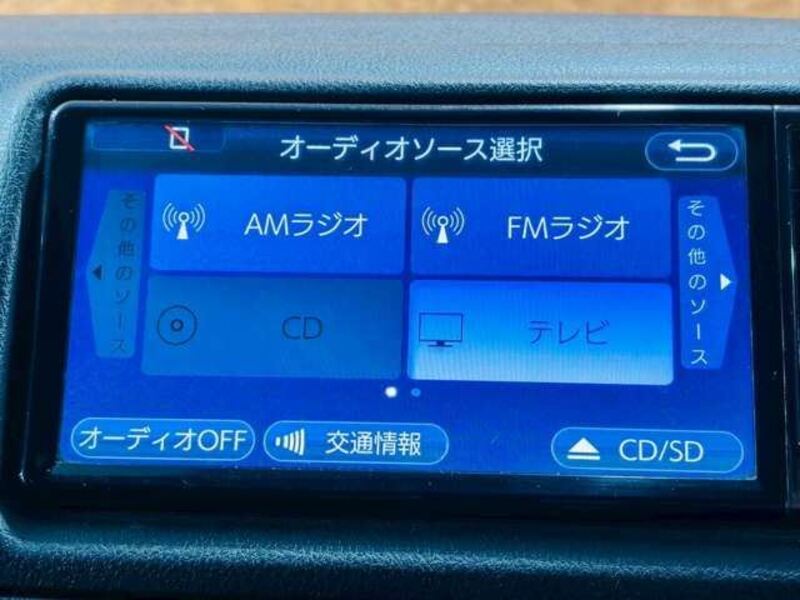 オーディオソース選択
その他のソース
AMラジオ
FMラジオ
その他のソース
CD
テレビ
オーディオOFF
交通情報
CD/SD